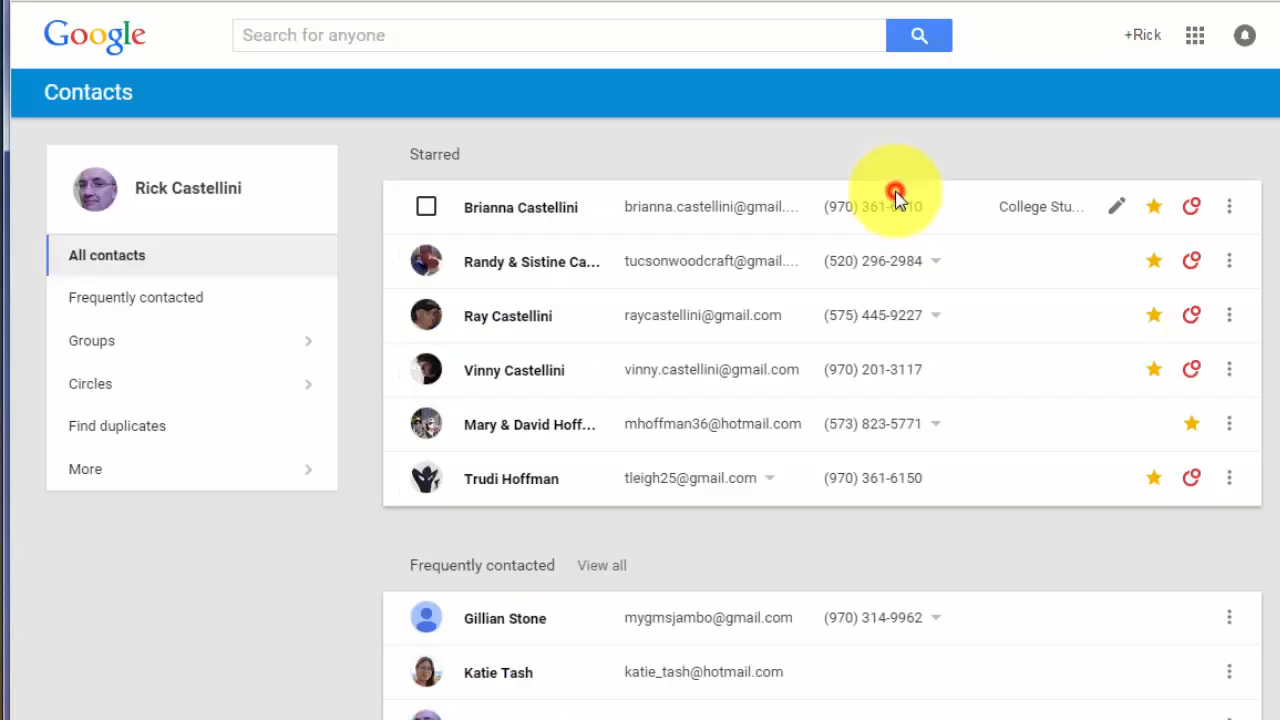 Google
Search for anyone
+Rick
Contacts
Rick Castellini
All contacts
Frequently contacted
Groups
Circles
Find duplicates
More
Starred
Brianna Castellini brianna.castellini@gmail.... (970) College Stu...
Randy & Sistine Ca... tucsonwoodcraft@gmail.... (520) 296-2984
Ray Castellini raycastellini@gmail.com (575) 445-9227
Vinny Castellini vinny.castellini@gmail.com (970) 201-3117
Mary & David Hoff... mhoffman36@hotmail.com (573) 823-5771
Trudi Hoffman tleigh25@gmail.com (970) 361-6150
Frequently contacted View all
Gillian Stone mygmsjambo@gmail.com (970) 314-9962
Katie Tash katie_tash@hotmail.com